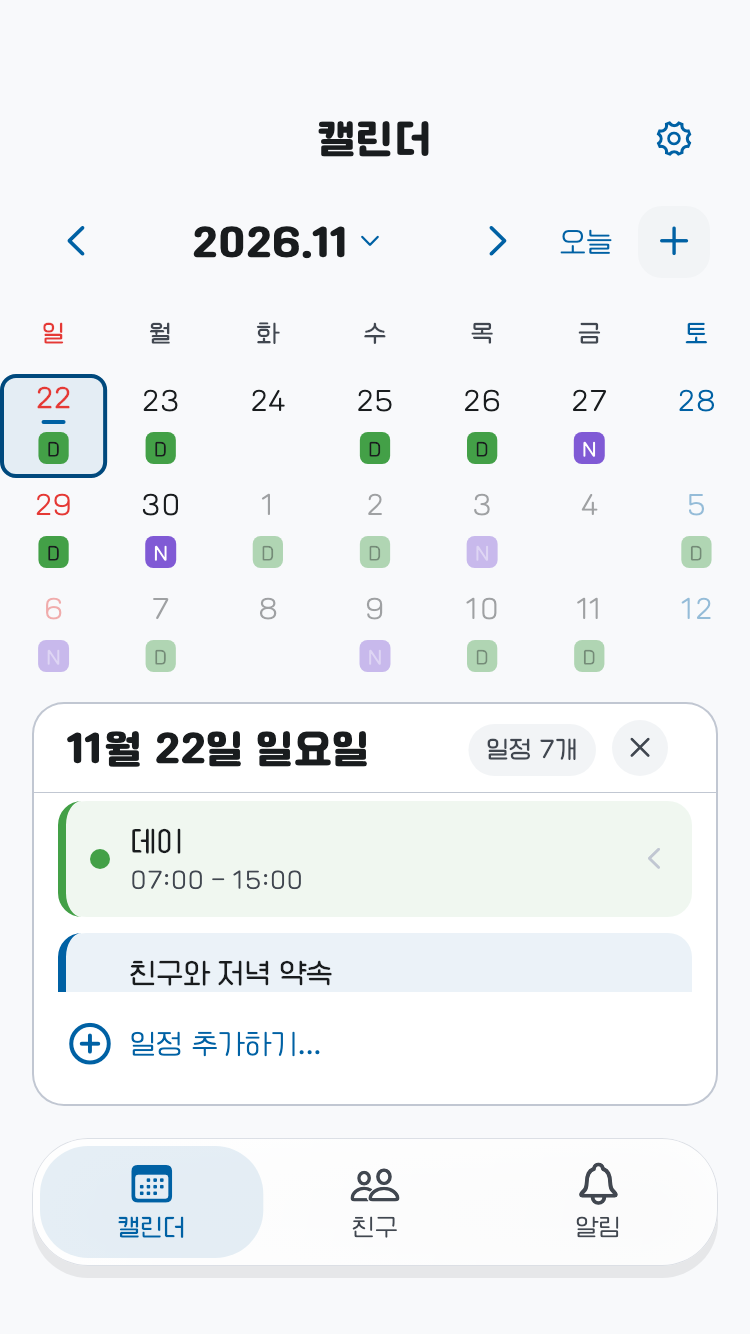 캘린더
2026.11 오늘
일 월 화 수 목 금 토
22 23 24 25 26 27 28
D D D D N
29 30 1 2 3 4 5
D N D D N D
6 7 8 9 10 11 12
N D N D D
11월 22일 일요일 일정 7개
데이
07:00 – 15:00
친구와 저녁 약속
일정 추가하기...
캘린더 친구 알림